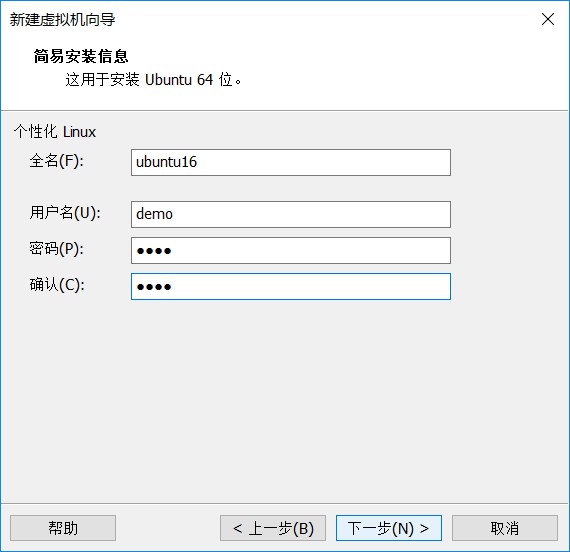 新建虚拟机向导
简易安装信息
这用于安装 Ubuntu 64 位。
个性化 Linux
全名(F): ubuntu16
用户名(U): demo
密码(P): ●●●●
确认(C): ●●●●
帮助 < 上一步(B) 下一步(N) > 取消